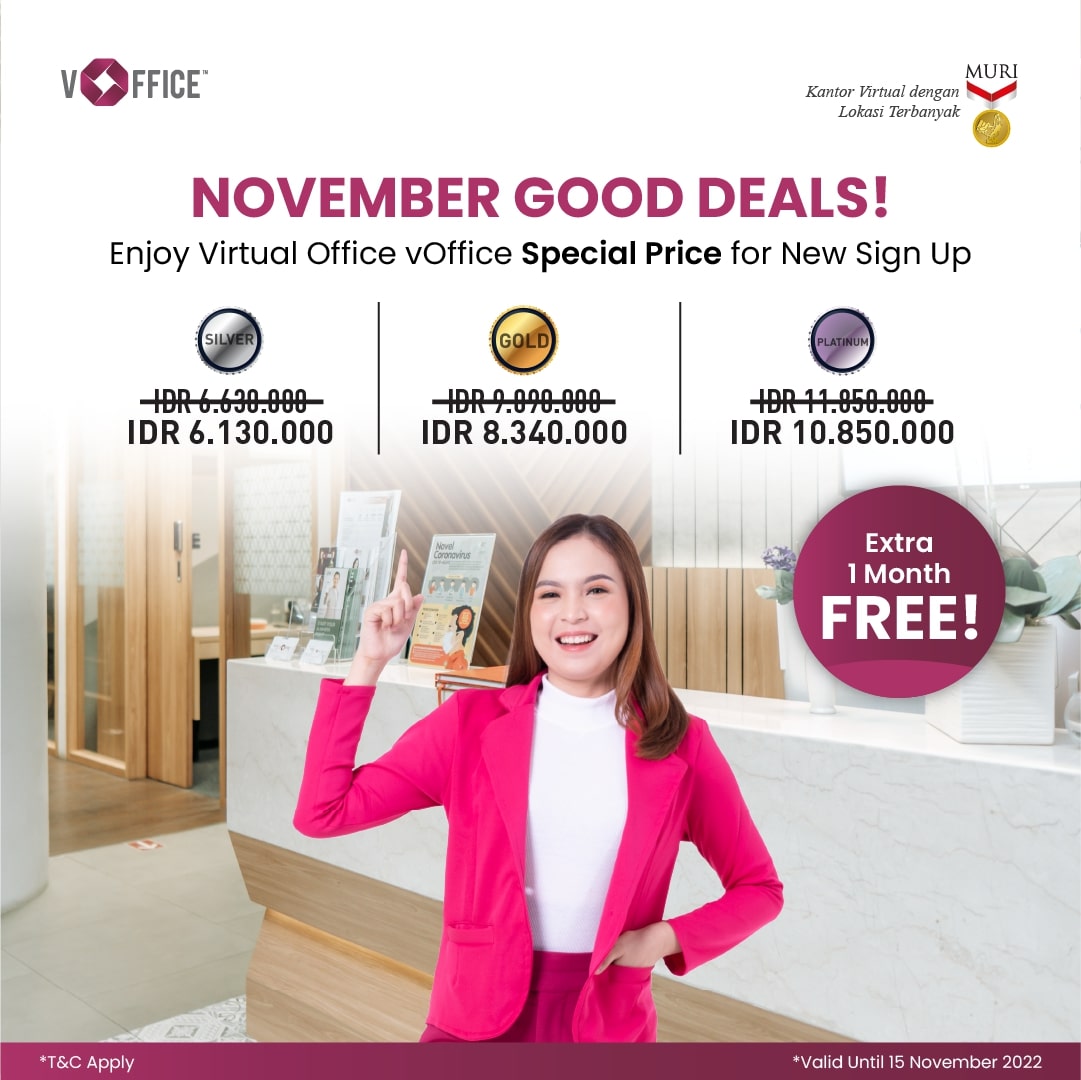 VOFFICE™
MURI
Kantor Virtual dengan
Lokasi Terbanyak
NOVEMBER GOOD DEALS!
Enjoy Virtual Office vOffice Special Price for New Sign Up
SILVER
GOLD
PLATINUM
IDR 6.630.000
IDR 9.090.000
IDR 11.850.000
IDR 6.130.000
IDR 8.340.000
IDR 10.850.000
Extra
1 Month
FREE!
Novel
Coronavirus
*T&C Apply
*Valid Until 15 November 2022